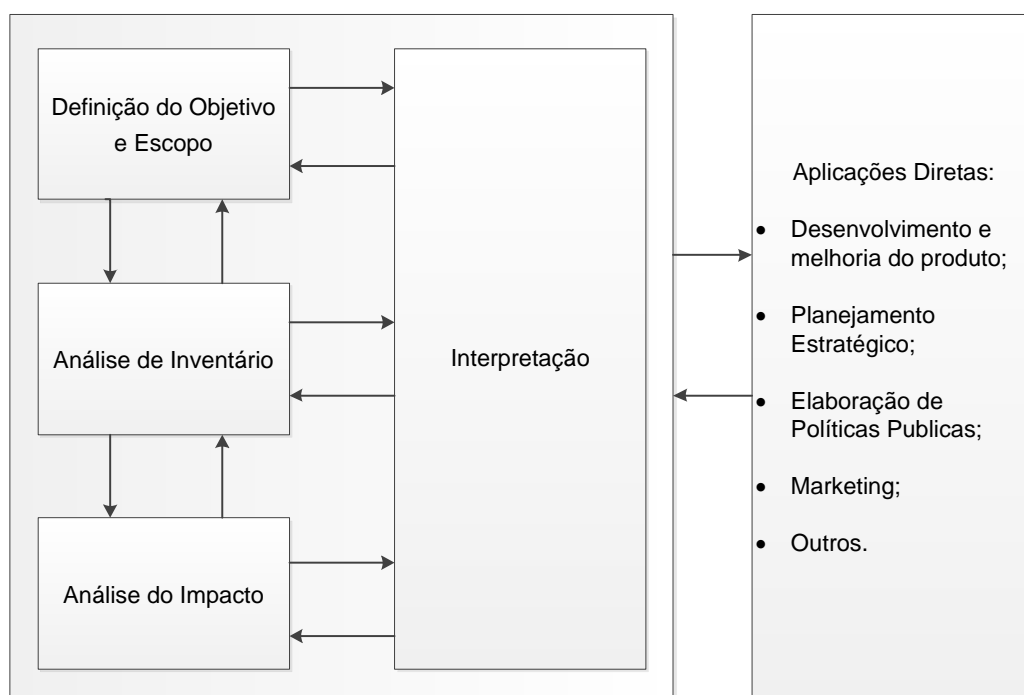 Definição do Objetivo
e Escopo
Análise de Inventário
Análise do Impacto
Interpretação
Aplicações Diretas:
• Desenvolvimento e
melhoria do produto;
• Planejamento
Estratégico;
• Elaboração de
Políticas Publicas;
• Marketing;
• Outros.